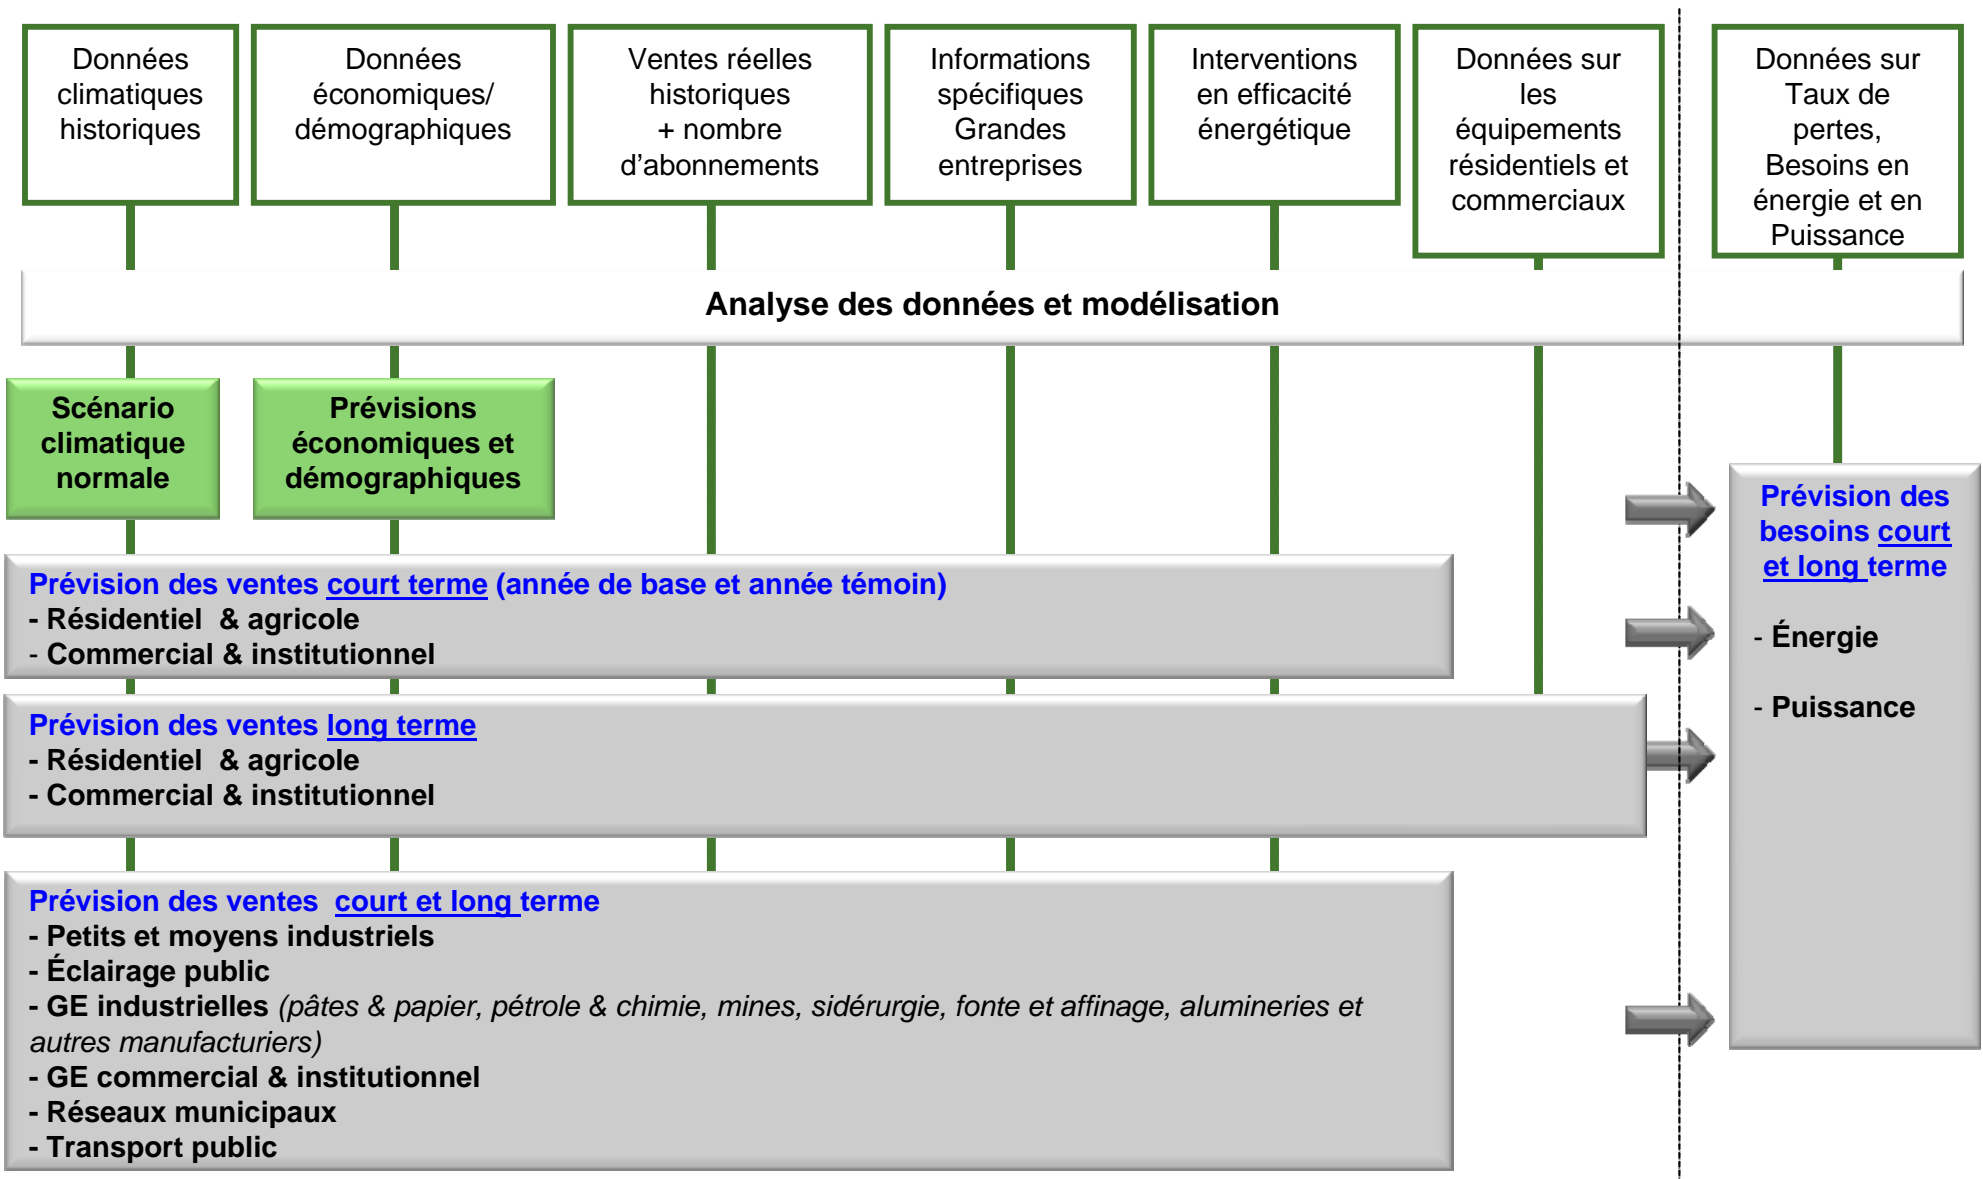 Données
climatiques
historiques
Données
économiques/
démographiques
Ventes réelles
historiques
+ nombre
d’abonnements
Informations
spécifiques
Grandes
entreprises
Interventions
en efficacité
énergétique
Données sur
les
équipements
résidentiels et
commerciaux
Données sur
Taux de
pertes,
Besoins en
énergie et en
Puissance
Analyse des données et modélisation
Scénario
climatique
normale
Prévisions
économiques et
démographiques
Prévision des ventes court terme (année de base et année témoin)
- Résidentiel & agricole
- Commercial & institutionnel
Prévision des ventes long terme
- Résidentiel & agricole
- Commercial & institutionnel
Prévision des ventes court et long terme
- Petits et moyens industriels
- Éclairage public
- GE industrielles (pâtes & papier, pétrole & chimie, mines, sidérurgie, fonte et affinage, alumineries et
autres manufacturiers)
- GE commercial & institutionnel
- Réseaux municipaux
- Transport public
Prévision des
besoins court
et long terme
- Énergie
- Puissance